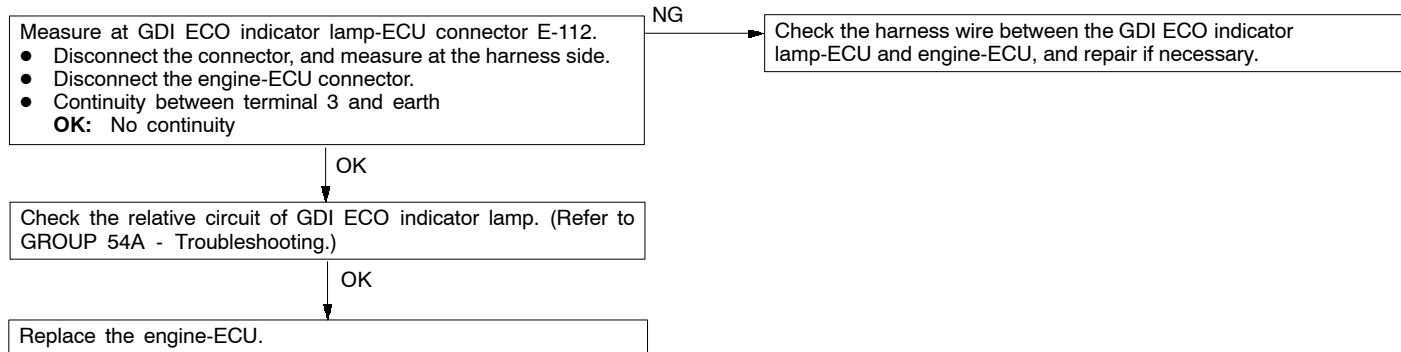 Measure at GDI ECO indicator lamp-ECU connector E-112.
● Disconnect the connector, and measure at the harness side.
● Disconnect the engine-ECU connector.
● Continuity between terminal 3 and earth
OK: No continuity
NG
Check the harness wire between the GDI ECO indicator
lamp-ECU and engine-ECU, and repair if necessary.
OK
Check the relative circuit of GDI ECO indicator lamp. (Refer to
GROUP 54A - Troubleshooting.)
OK
Replace the engine-ECU.